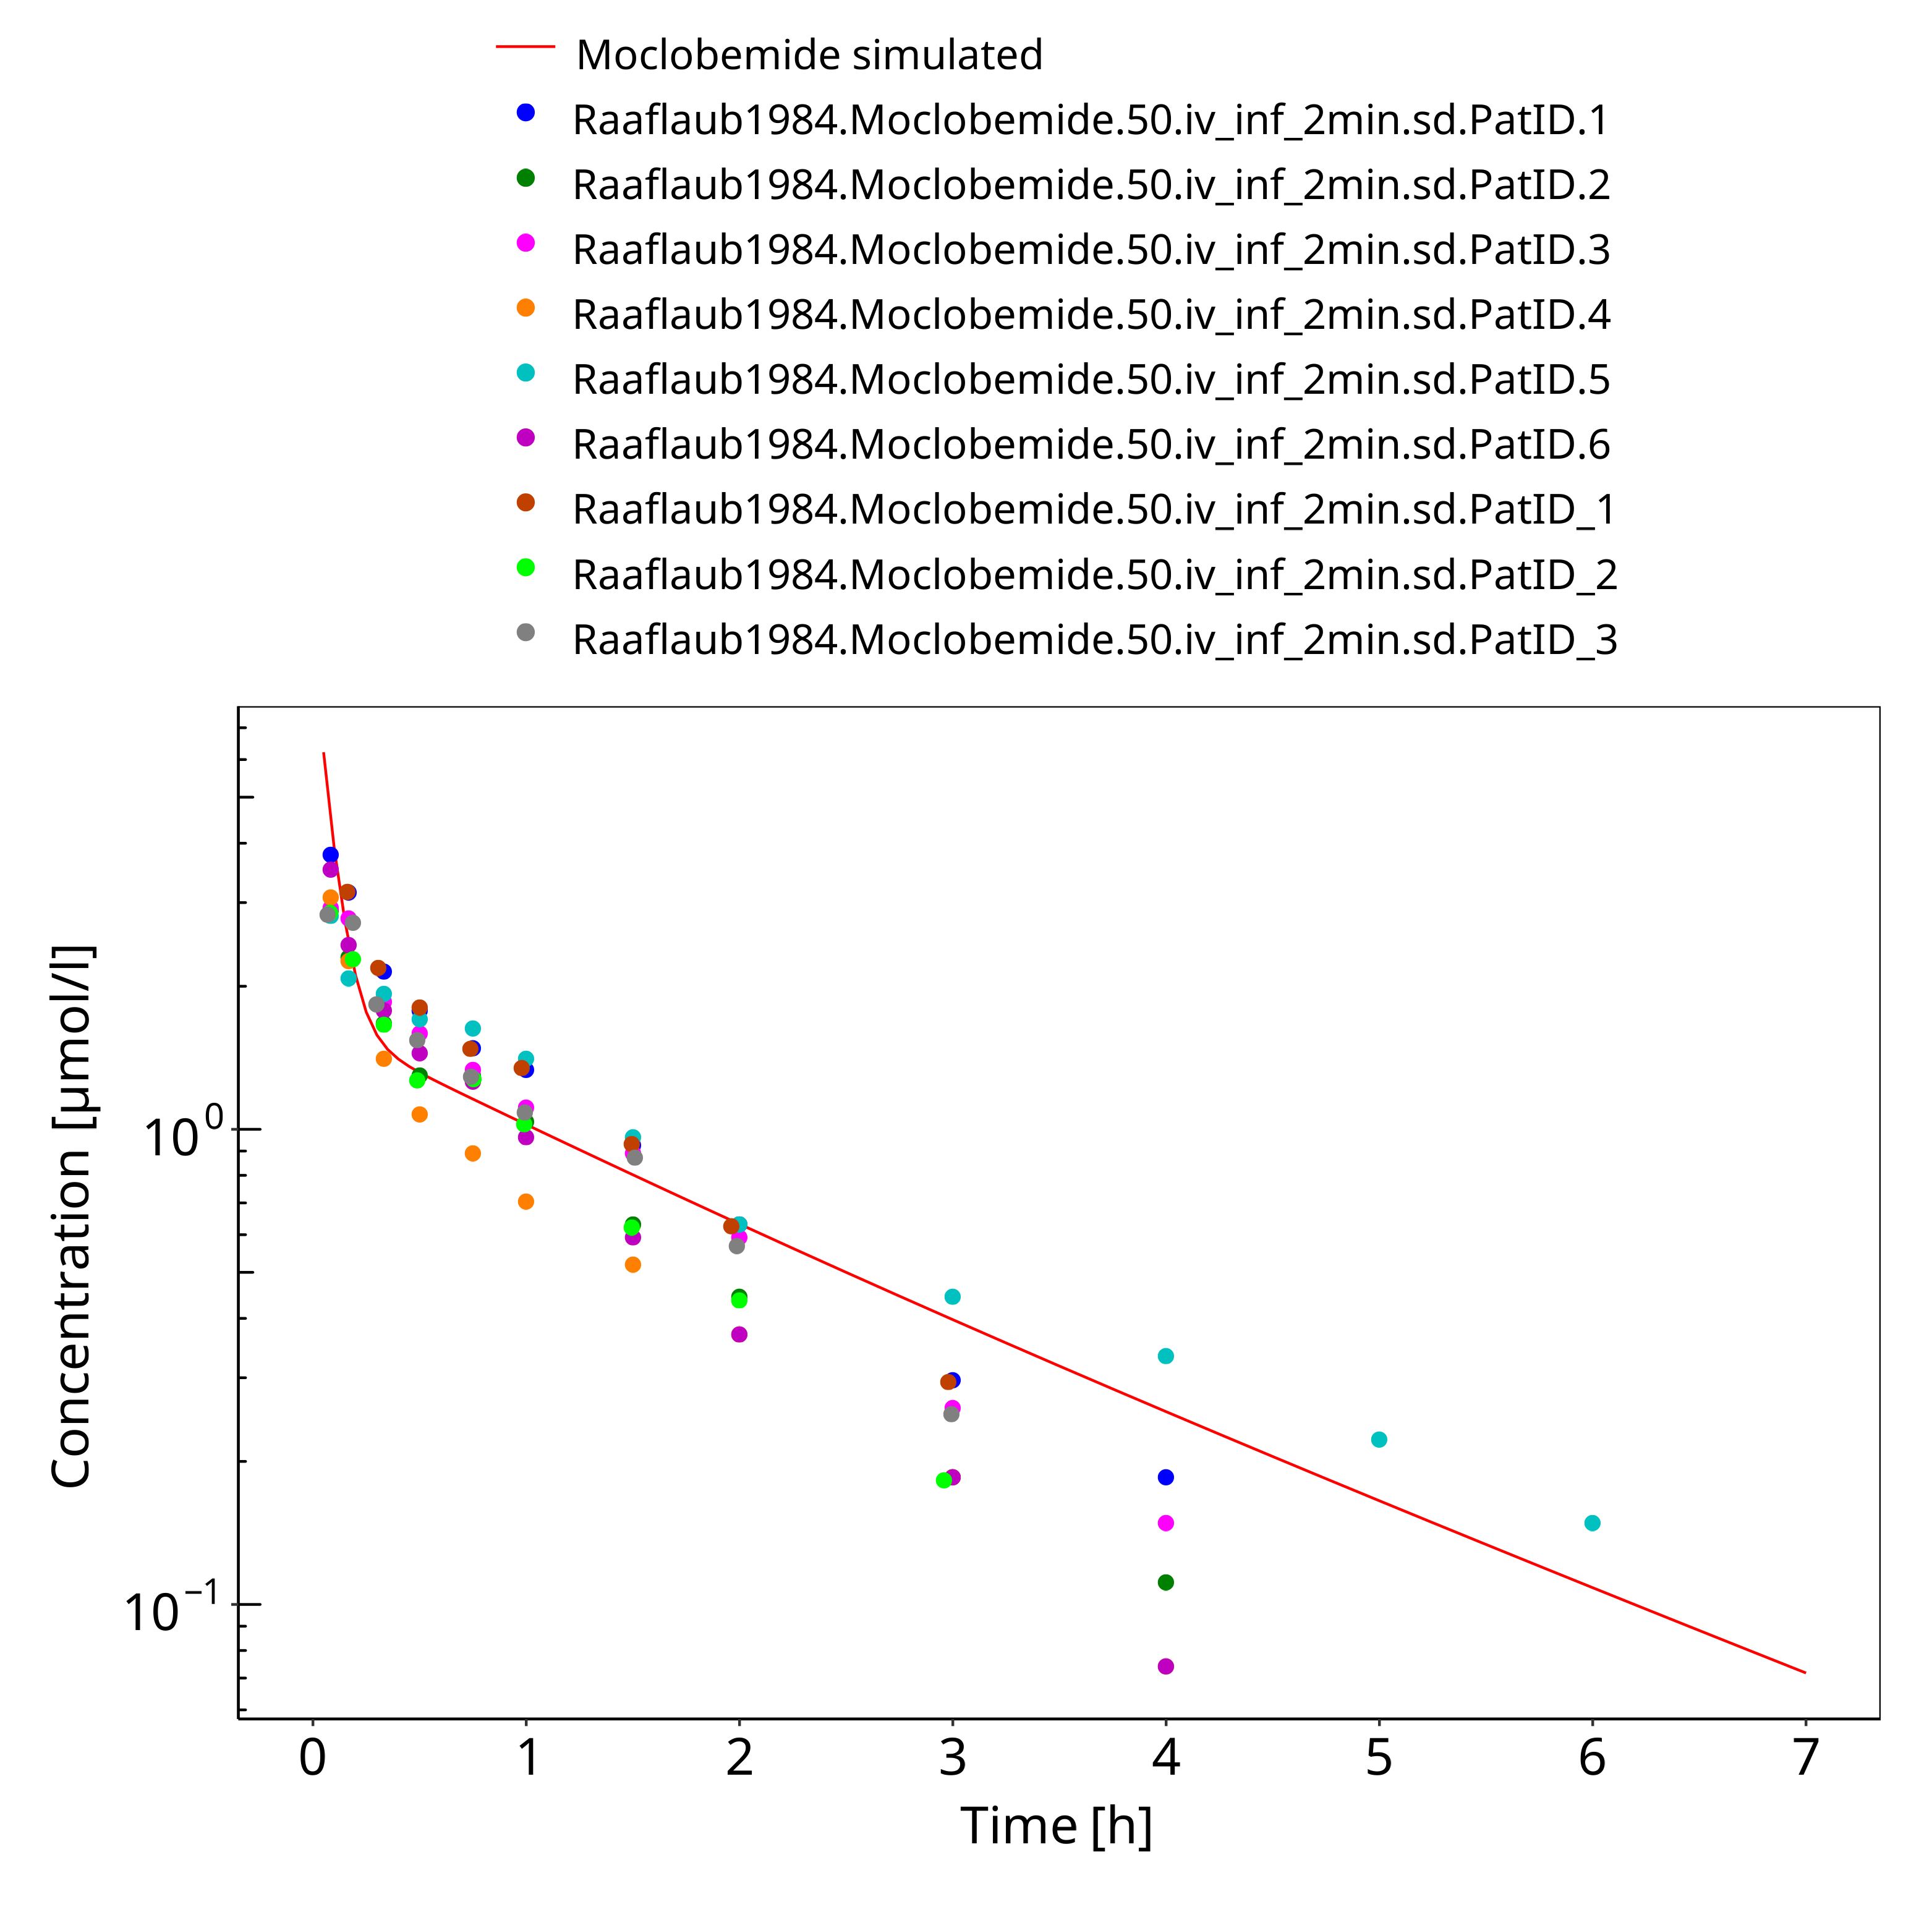 Moclobemide simulated
Raaflaub1984.Moclobemide.50.iv_inf_2min.sd.PatID.1
Raaflaub1984.Moclobemide.50.iv_inf_2min.sd.PatID.2
Raaflaub1984.Moclobemide.50.iv_inf_2min.sd.PatID.3
Raaflaub1984.Moclobemide.50.iv_inf_2min.sd.PatID.4
Raaflaub1984.Moclobemide.50.iv_inf_2min.sd.PatID.5
Raaflaub1984.Moclobemide.50.iv_inf_2min.sd.PatID.6
Raaflaub1984.Moclobemide.50.iv_inf_2min.sd.PatID_1
Raaflaub1984.Moclobemide.50.iv_inf_2min.sd.PatID_2
Raaflaub1984.Moclobemide.50.iv_inf_2min.sd.PatID_3
Concentration [µmol/l]
10⁰
10⁻¹
0 1 2 3 4 5 6 7
Time [h]